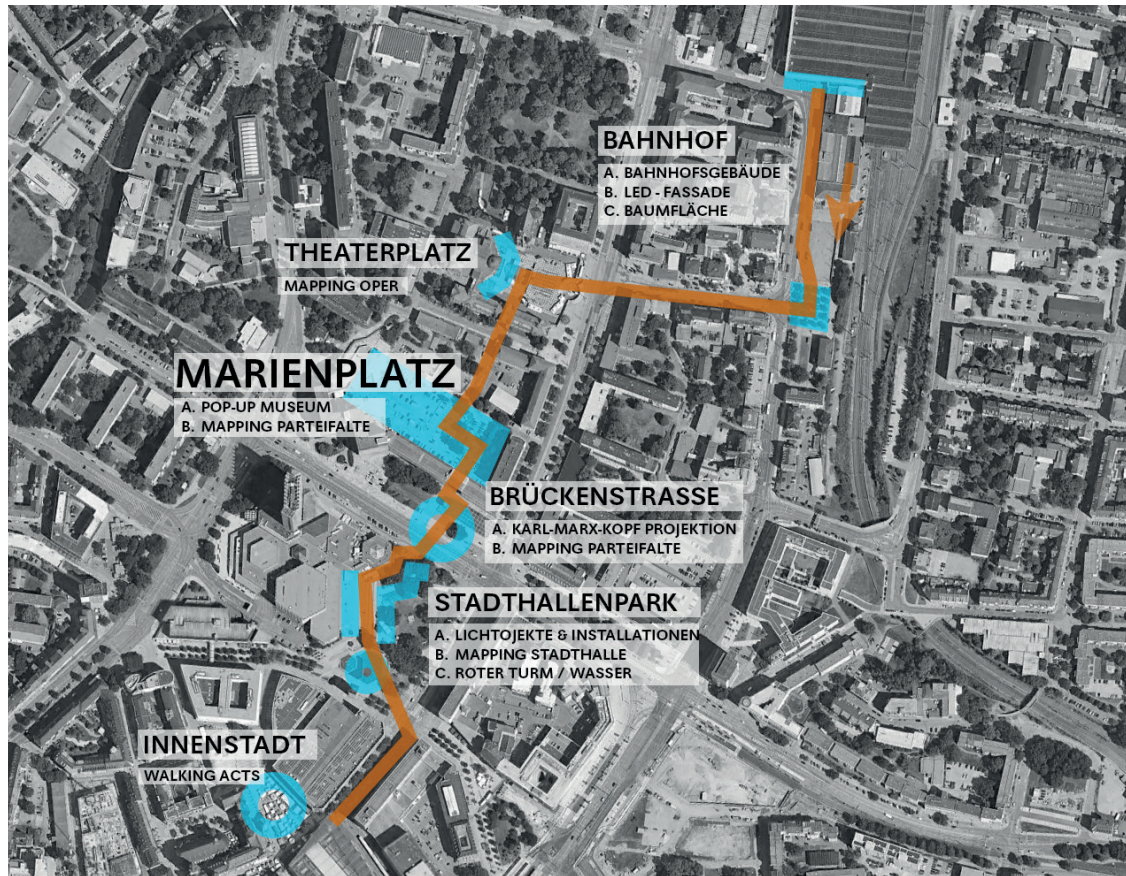 BAHNHOF
A. BAHNHOFSGEBÄUDE
B. LED - FASSADE
C. BAUMFLÄCHE
THEATERPLATZ
MAPPING OPER
MARIENPLATZ
A. POP-UP MUSEUM
B. MAPPING PARTEIFALTE
BRÜCKENSTRASSE
A. KARL-MARX-KOPF PROJEKTION
B. MAPPING PARTEIFALTE
STADTHALLENPARK
A. LICHTOJEKTE & INSTALLATIONEN
B. MAPPING STADTHALLE
C. ROTER TURM / WASSER
INNENSTADT
WALKING ACTS